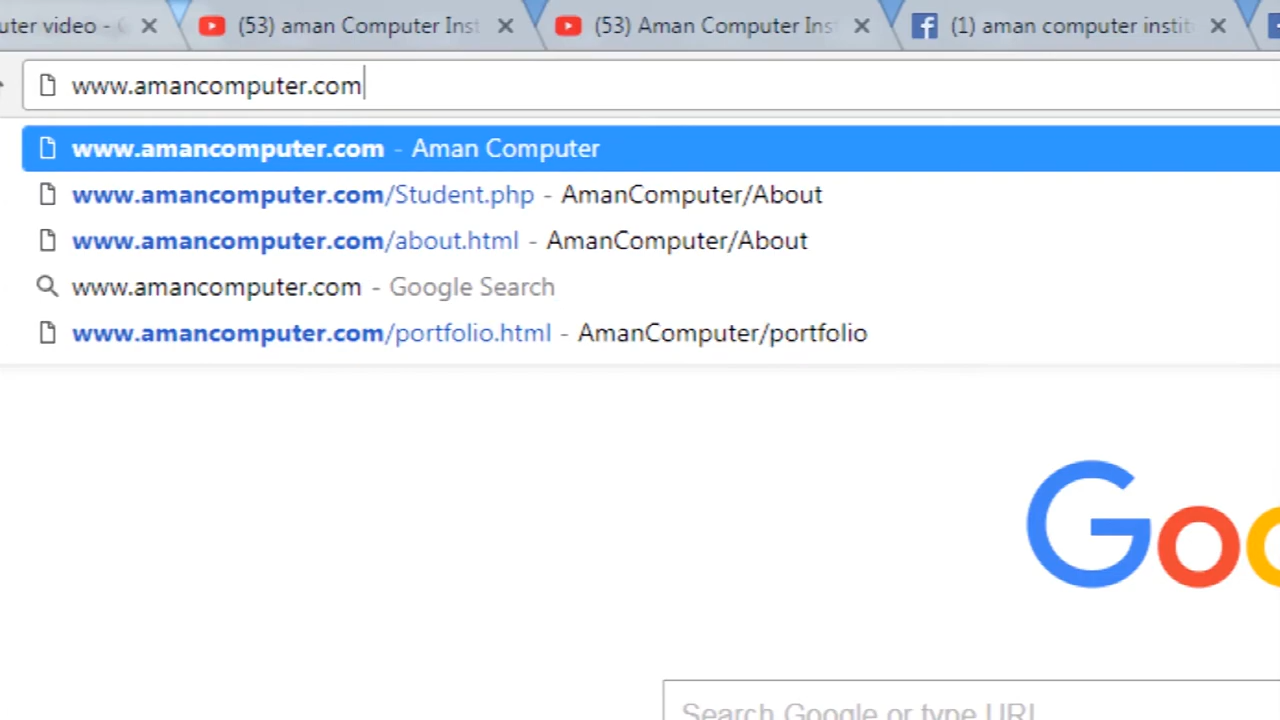 uter video -
(53) aman Computer Inst
(53) Aman Computer Ins
(1) aman computer instit
www.amancomputer.com
www.amancomputer.com - Aman Computer
www.amancomputer.com/Student.php - AmanComputer/About
www.amancomputer.com/about.html - AmanComputer/About
www.amancomputer.com - Google Search
www.amancomputer.com/portfolio.html - AmanComputer/portfolio
Goo
Search Google or type URL